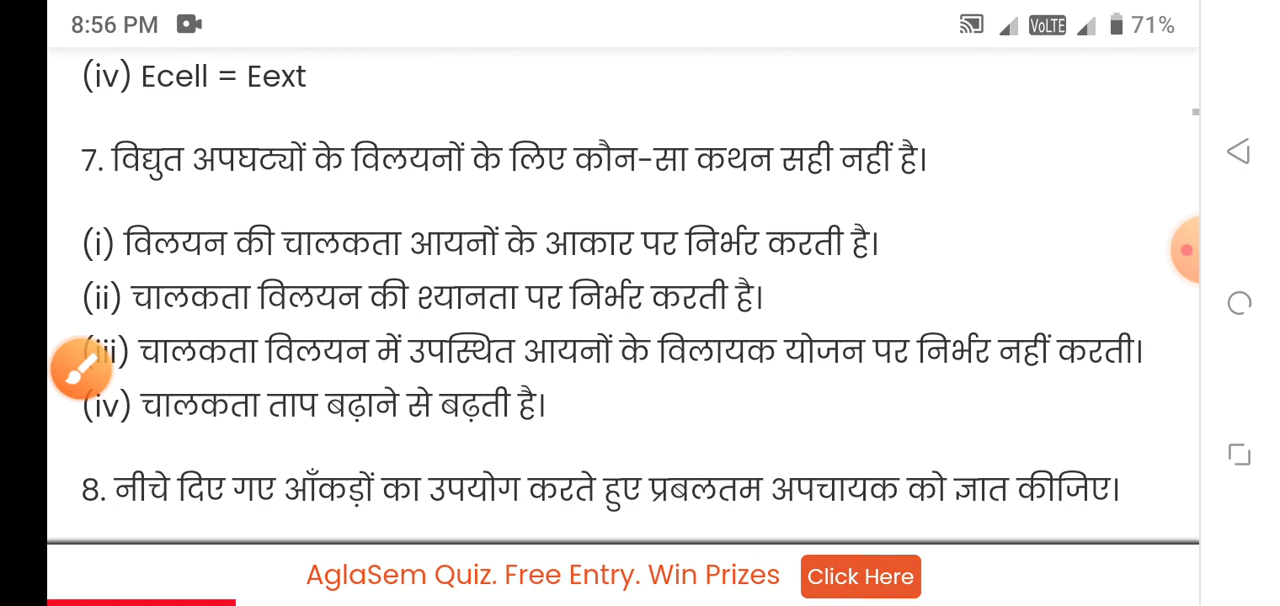 8:56 PM VoLTE 71%
(iv) Ecell = Eext
7. विद्युत अपघट्यों के विलयनों के लिए कौन-सा कथन सही नहीं है।
(i) विलयन की चालकता आयनों के आकार पर निर्भर करती है।
(ii) चालकता विलयन की श्यानता पर निर्भर करती है।
(iii) चालकता विलयन में उपस्थित आयनों के विलायक योजन पर निर्भर नहीं करती।
(iv) चालकता ताप बढ़ाने से बढ़ती है।
8. नीचे दिए गए आँकड़ों का उपयोग करते हुए प्रबलतम अपचायक को ज्ञात कीजिए।
AglaSem Quiz. Free Entry. Win Prizes Click Here